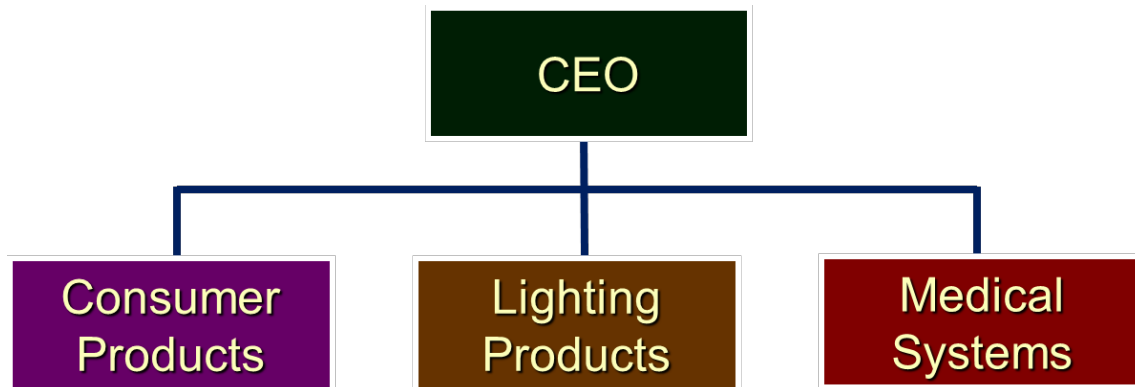 CEO
Consumer
Products
Lighting
Products
Medical
Systems